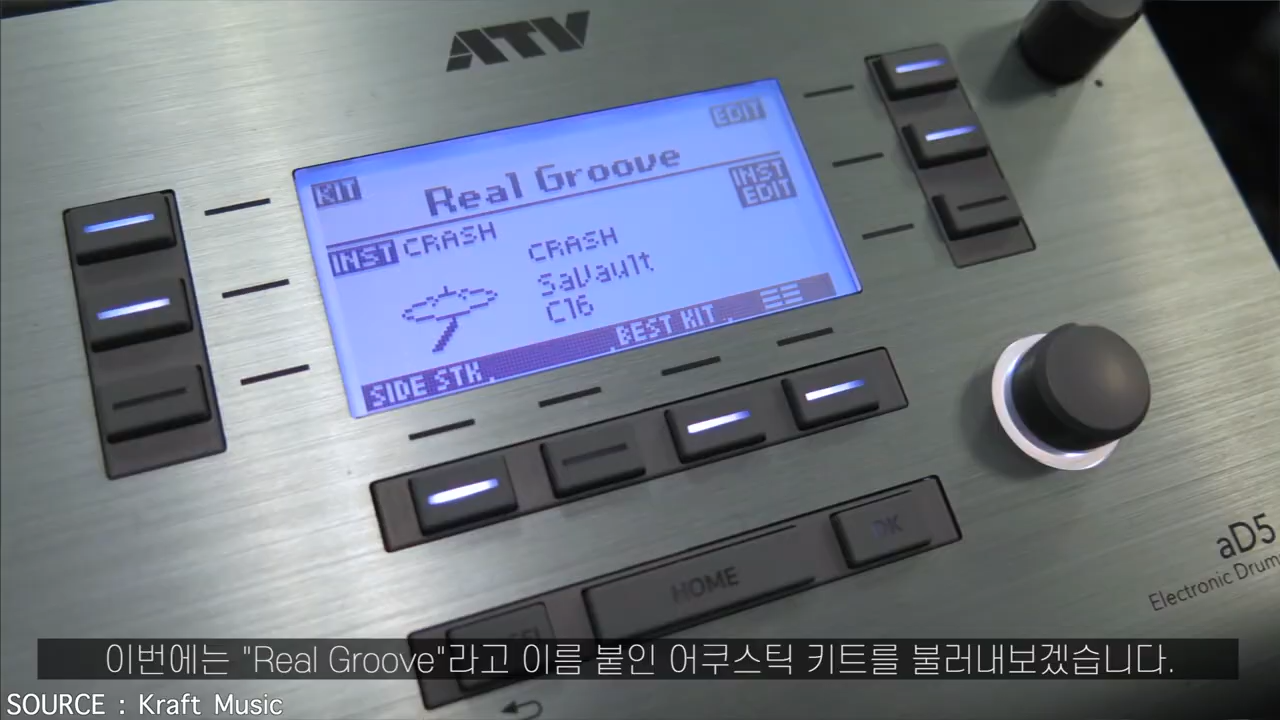 ATV
EDIT
KIT
Real Groove
INST
EDIT
INST CRASH
CRASH
SaVault
C16
SIDE STK
BEST KIT
OK
HOME
aD5
Electronic Drum
이번에는 "Real Groove"라고 이름 붙인 어쿠스틱 키트를 불러내보겠습니다.
SOURCE : Kraft Music